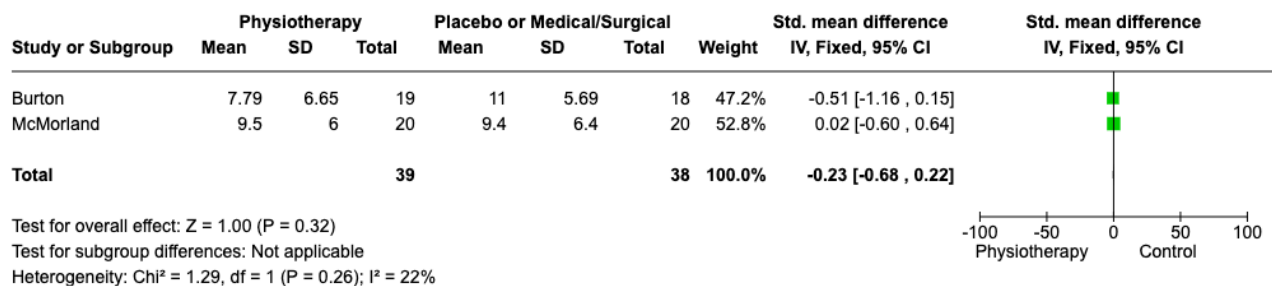 Physiotherapy Placebo or Medical/Surgical Std. mean difference Std. mean difference
Study or Subgroup Mean SD Total Mean SD Total Weight IV, Fixed, 95% CI IV, Fixed, 95% CI
Burton 7.79 6.65 19 11 5.69 18 47.2% -0.51 [-1.16 , 0.15]
McMorland 9.5 6 20 9.4 6.4 20 52.8% 0.02 [-0.60 , 0.64]
Total 39 38 100.0% -0.23 [-0.68 , 0.22]
Test for overall effect: Z = 1.00 (P = 0.32)
Test for subgroup differences: Not applicable
Heterogeneity: Chi² = 1.29, df = 1 (P = 0.26); I² = 22%
-100 -50 0 50 100
Physiotherapy Control